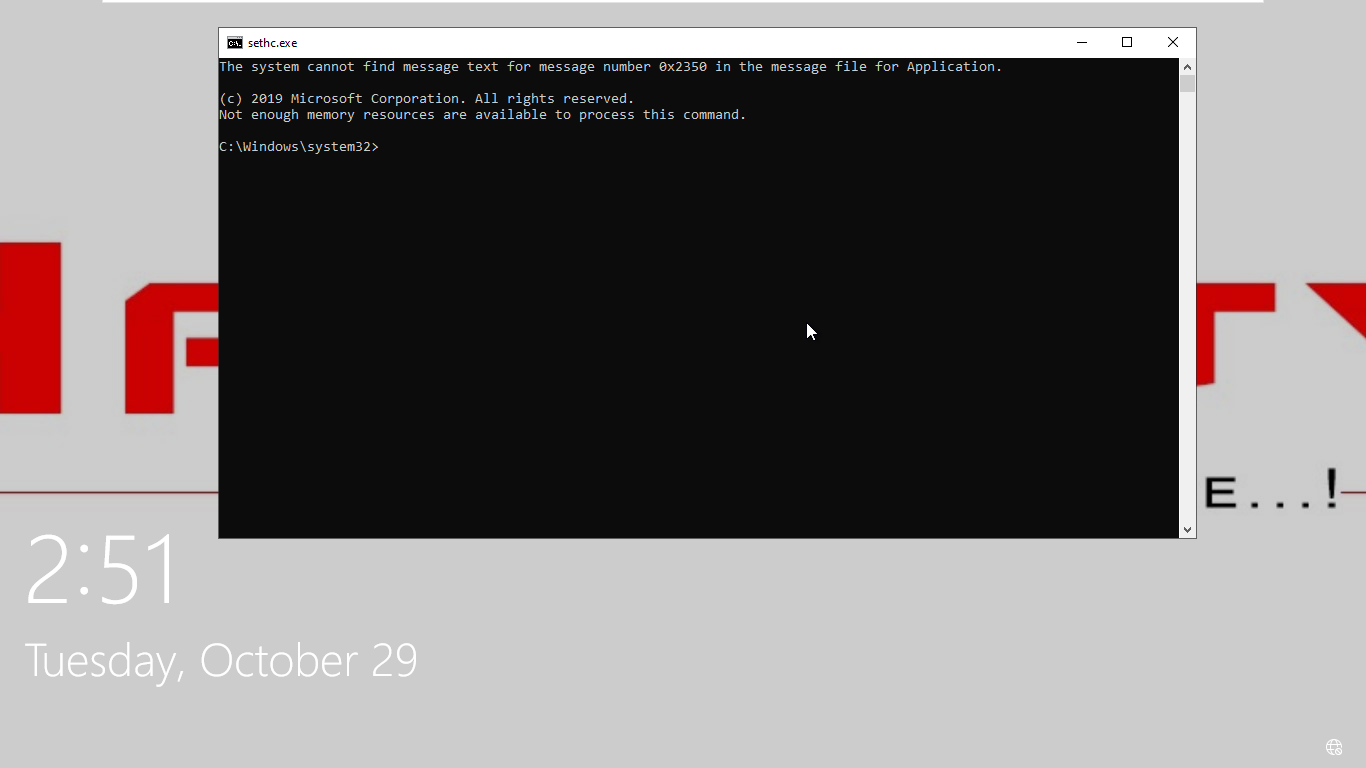 sethc.exe
The system cannot find message text for message number 0x2350 in the message file for Application.
(c) 2019 Microsoft Corporation. All rights reserved.
Not enough memory resources are available to process this command.
C:\Windows\system32>
E...!
2:51
Tuesday, October 29